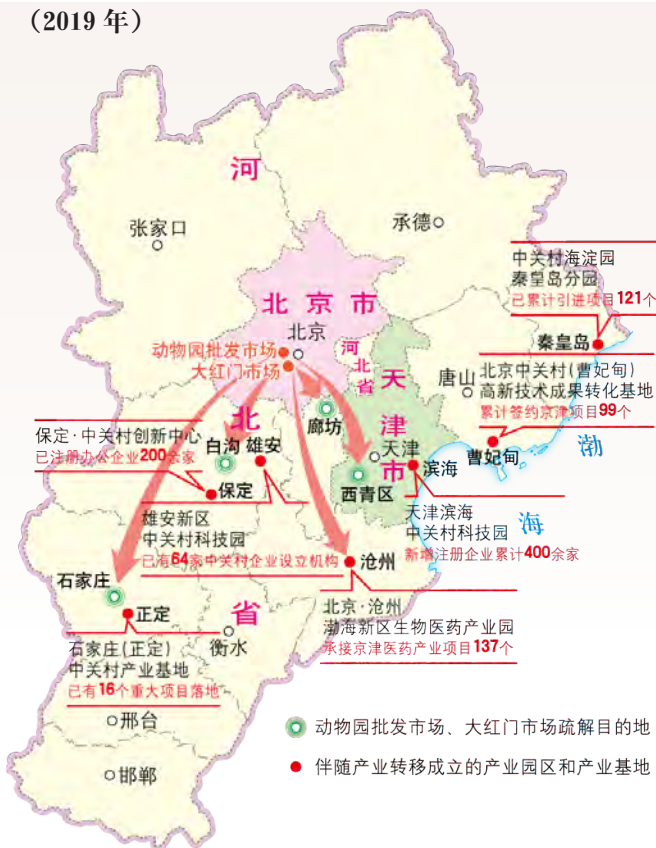 （2019 年）
河
张家口
承德
中关村海淀园
秦皇岛分园
已累计引进项目121个
秦皇岛
北京市
北京
动物园批发市场
大红门市场
河北省
天津市
唐山
北京中关村(曹妃甸)
高新技术成果转化基地
累计签约京津项目99个
曹妃甸
渤海
北
廊坊
保定·中关村创新中心
已注册办公企业200余家
白沟
雄安
保定
天津
滨海
西青区
雄安新区
中关村科技园
已有64家中关村企业设立机构
天津滨海
中关村科技园
新增注册企业累计400余家
沧州
石家庄
正定
省
衡水
北京·沧州
渤海新区生物医药产业园
承接京津医药产业项目137个
石家庄(正定)
中关村产业基地
已有16个重大项目落地
邢台
邯郸
动物园批发市场、大红门市场疏解目的地
伴随产业转移成立的产业园区和产业基地